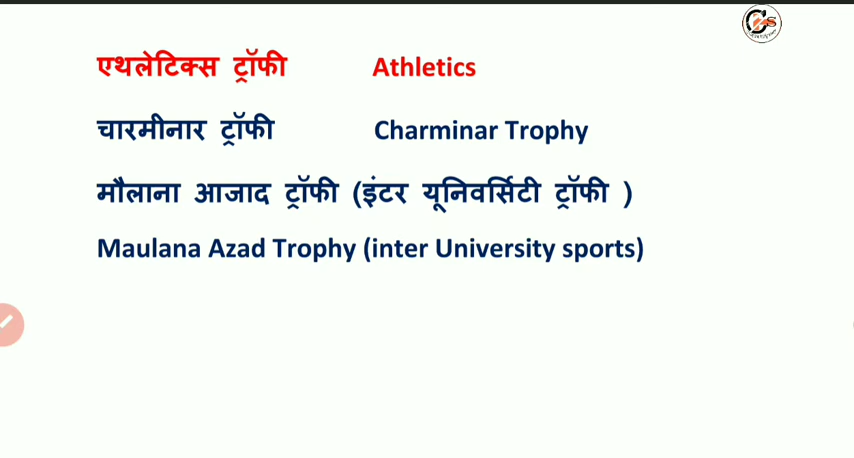 एथलेटिक्स ट्रॉफी Athletics
चारमीनार ट्रॉफी Charminar Trophy
मौलाना आजाद ट्रॉफी (इंटर यूनिवर्सिटी ट्रॉफी )
Maulana Azad Trophy (inter University sports)